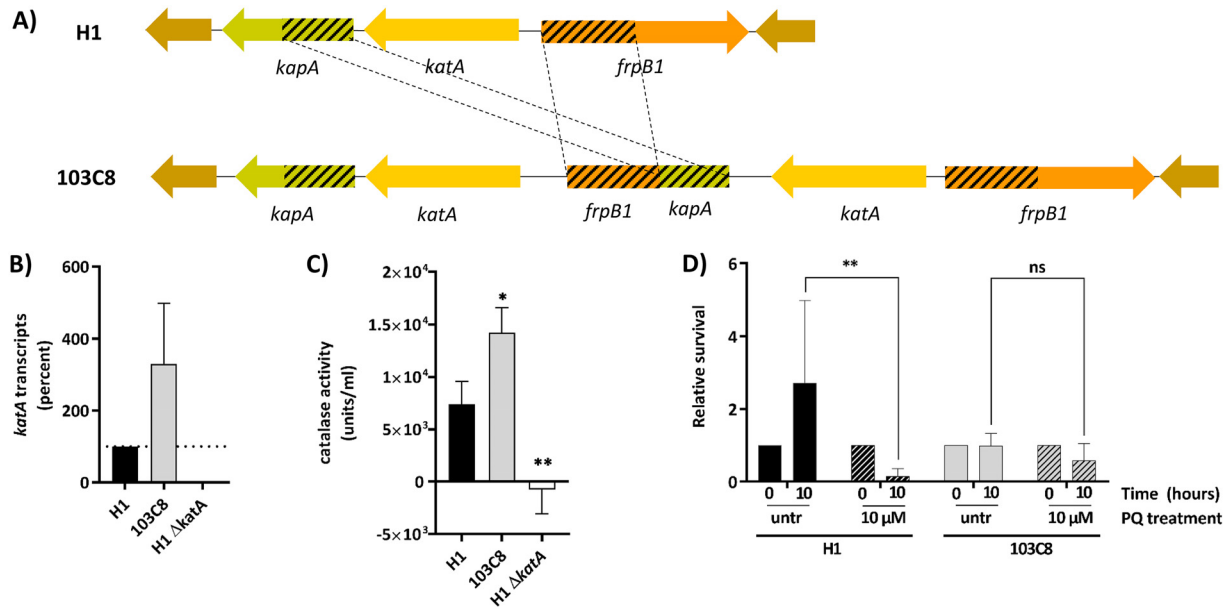 A)
H1
kapA
katA
frpB1
103C8
kapA
katA
frpB1
kapA
katA
frpB1
B)
katA transcripts
(percent)
600
400
200
0
H1
103C8
H1 ΔkatA
C)
catalase activity
(units/ml)
2×10⁴
1.5×10⁴
1×10⁴
5×10³
0
−5×10³
*
**
H1
103C8
H1 ΔkatA
D)
Relative survival
6
4
2
0
**
ns
0 10 0 10 0 10 0 10 Time (hours)
untr 10 µM untr 10 µM PQ treatment
H1 103C8